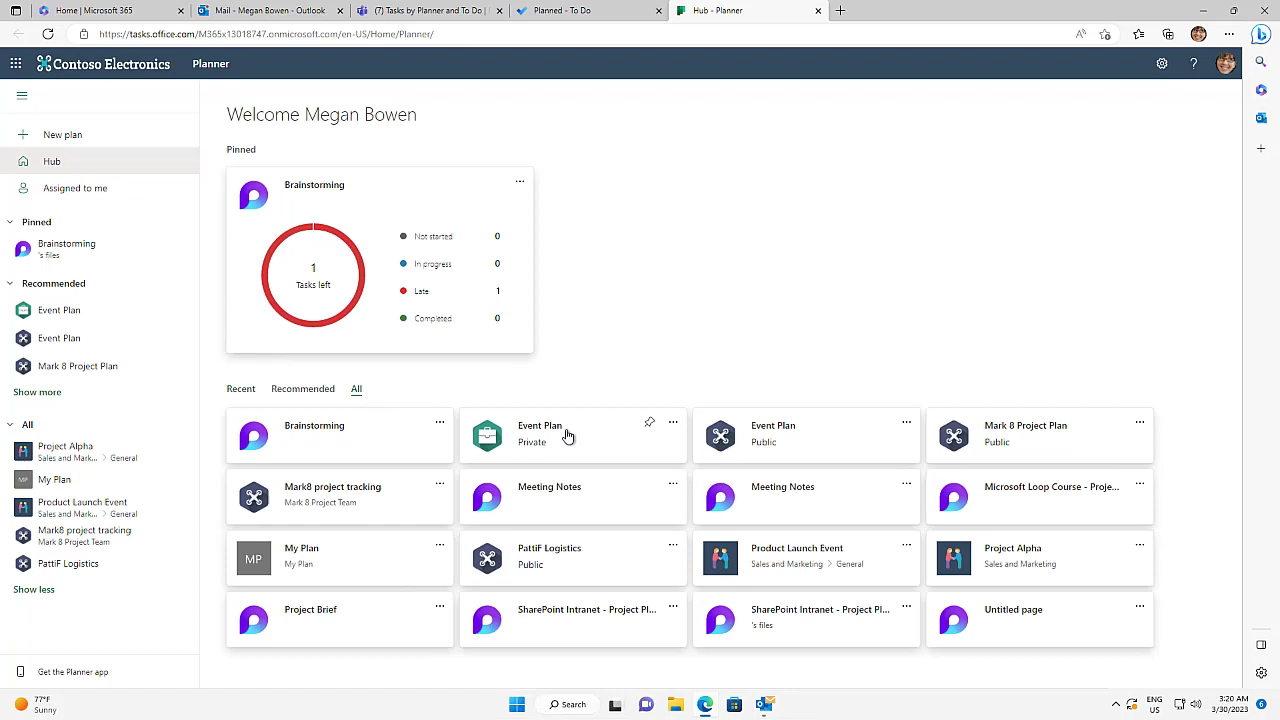 Home | Microsoft 365
Mail - Megan Bowen - Outlook
(7) Tasks by Planner and To Do |
Planned - To Do
Hub - Planner
https://tasks.office.com/M365x13018747.onmicrosoft.com/en-US/Home/Planner/
Contoso Electronics
Planner
New plan
Hub
Assigned to me
Pinned
Brainstorming
's files
Recommended
Event Plan
Event Plan
Mark 8 Project Plan
Show more
All
Project Alpha
Sales and Mark... > General
MP
My Plan
Product Launch Event
Sales and Mark... > General
Mark8 project tracking
Mark 8 Project Team
PattiF Logistics
Show less
Get the Planner app
Welcome Megan Bowen
Pinned
Brainstorming
1
Tasks left
Not started 0
In progress 0
Late 1
Completed 0
Recent Recommended All
Brainstorming
Event Plan
Private
Event Plan
Public
Mark 8 Project Plan
Public
Mark8 project tracking
Mark 8 Project Team
Meeting Notes
Meeting Notes
Microsoft Loop Course - Proje...
MP
My Plan
My Plan
PattiF Logistics
Public
Product Launch Event
Sales and Marketing > General
Project Alpha
Sales and Marketing
Project Brief
SharePoint Intranet - Project Pl...
SharePoint Intranet - Project Pl...
's files
Untitled page
77°F
Sunny
Search
ENG
US
3:20 AM
3/30/2023
6